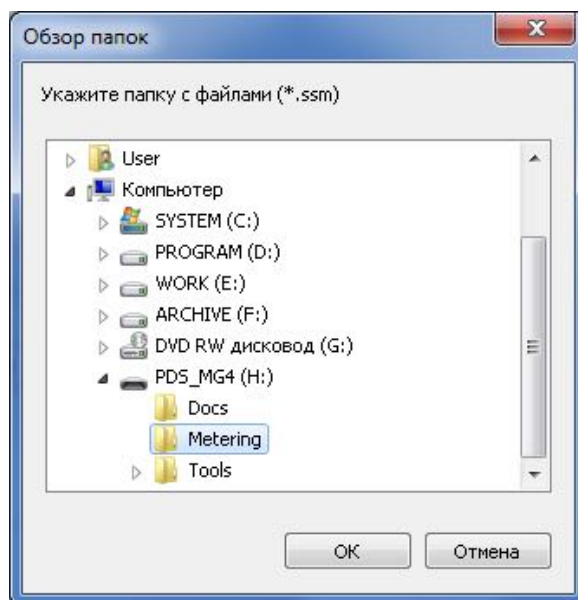 Обзор папок
Укажите папку с файлами (*.ssm)
User
Компьютер
SYSTEM (C:)
PROGRAM (D:)
WORK (E:)
ARCHIVE (F:)
DVD RW дисковод (G:)
PDS_MG4 (H:)
Docs
Metering
Tools
ОК
Отмена